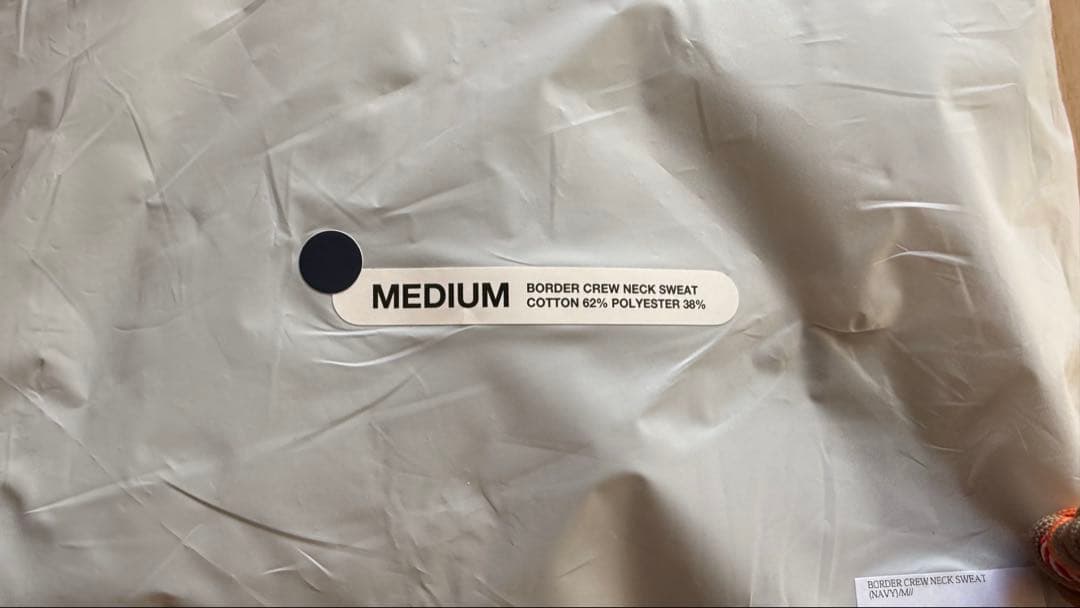 MEDIUM
BORDER CREW NECK SWEAT
COTTON 62% POLYESTER 38%
BORDER CREW NECK SWEAT
(NAVY)/M//